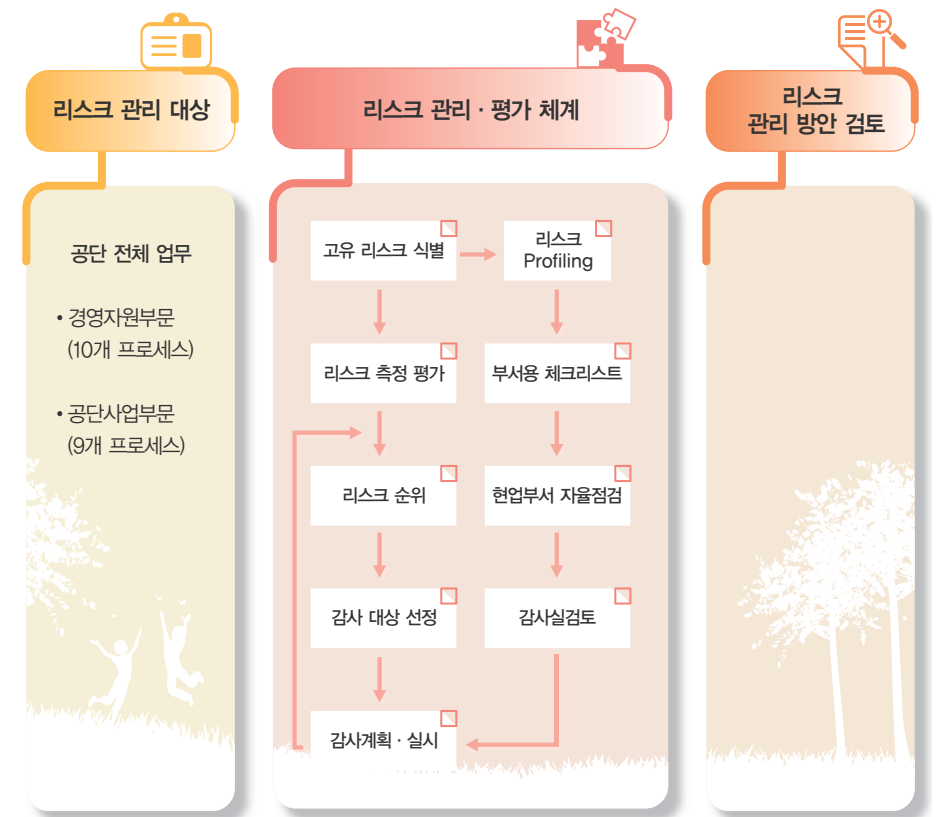 리스크 관리 대상
공단 전체 업무
• 경영자원부문
(10개 프로세스)
• 공단사업부문
(9개 프로세스)
리스크 관리 · 평가 체계
고유 리스크 식별
리스크
Profiling
리스크 측정 평가
부서용 체크리스트
리스크 순위
현업부서 자율점검
감사 대상 선정
감사실검토
감사계획 · 실시
리스크
관리 방안 검토